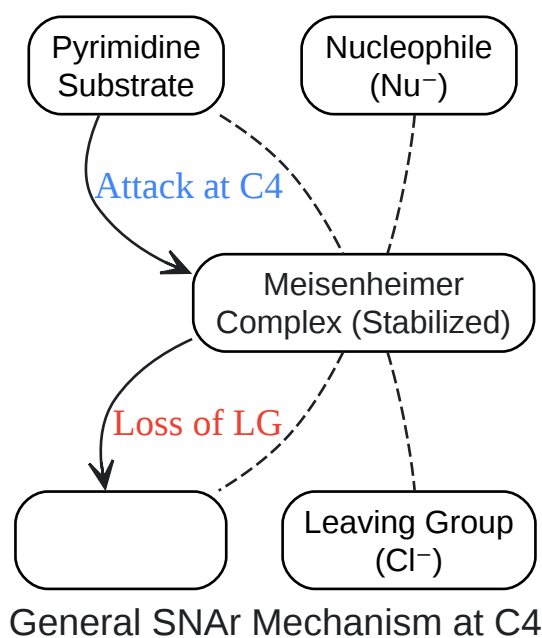 Pyrimidine
Substrate
Nucleophile
(Nu⁻)
Attack at C4
Meisenheimer
Complex (Stabilized)
Loss of LG
Leaving Group
(Cl⁻)
General SNAr Mechanism at C4